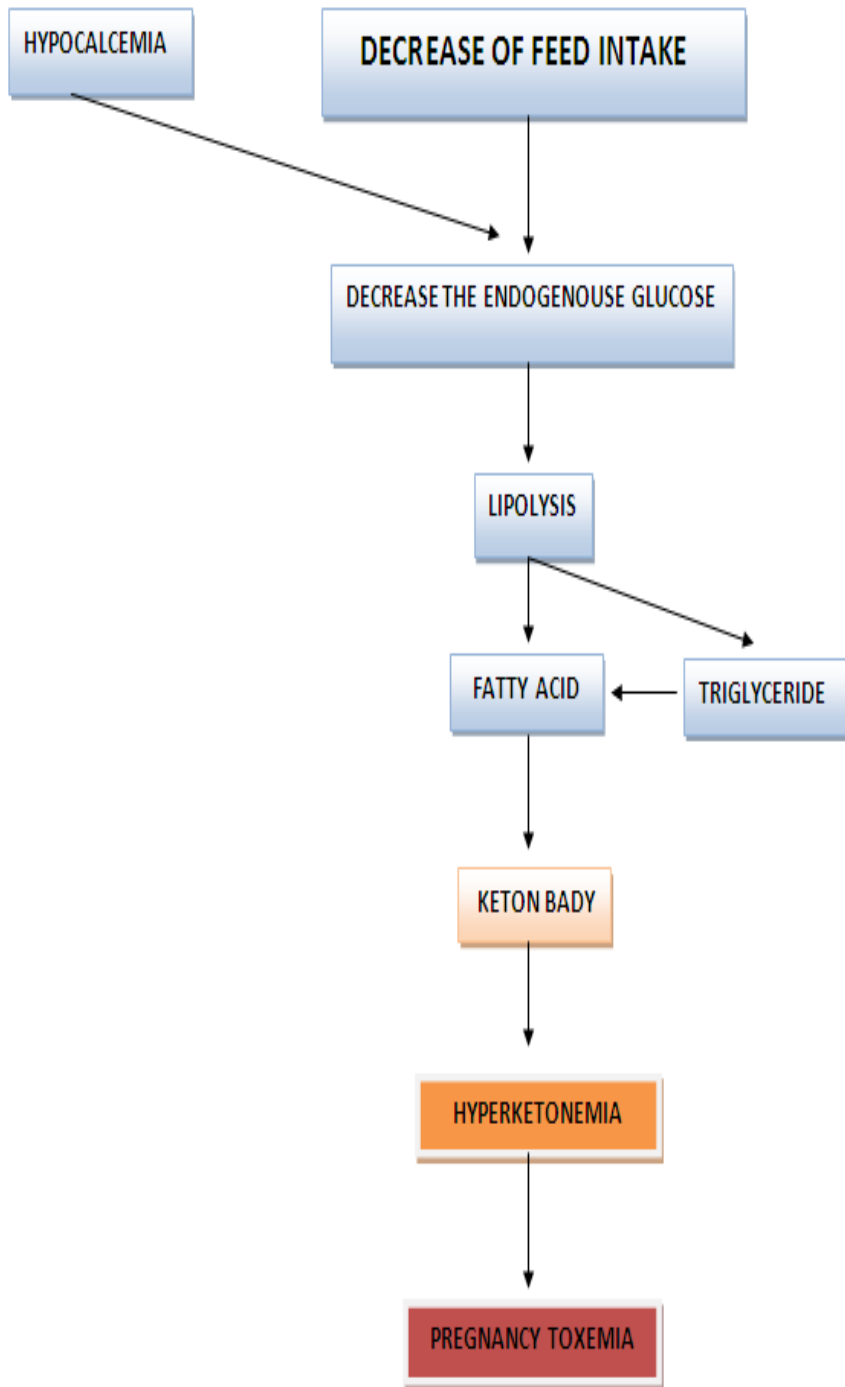 HYPOCALCEMIA
DECREASE OF FEED INTAKE
DECREASE THE ENDOGENOUSE GLUCOSE
LIPOLYSIS
FATTY ACID
TRIGLYCERIDE
KETON BADY
HYPERKETONEMIA
PREGNANCY TOXEMIA